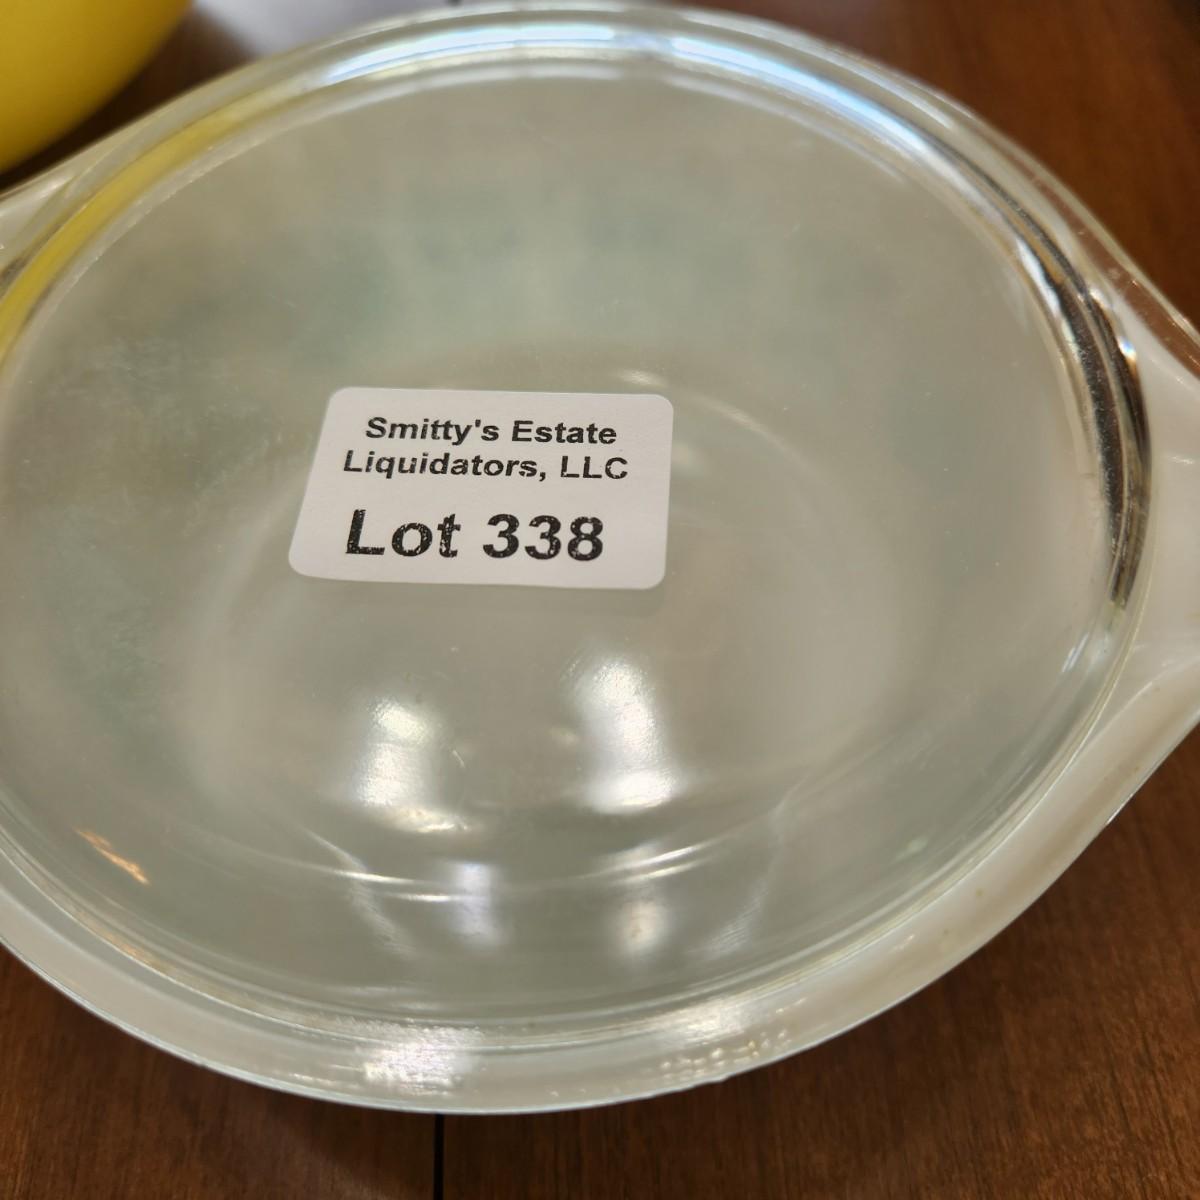 Smitty's Estate
Liquidators, LLC
Lot 338